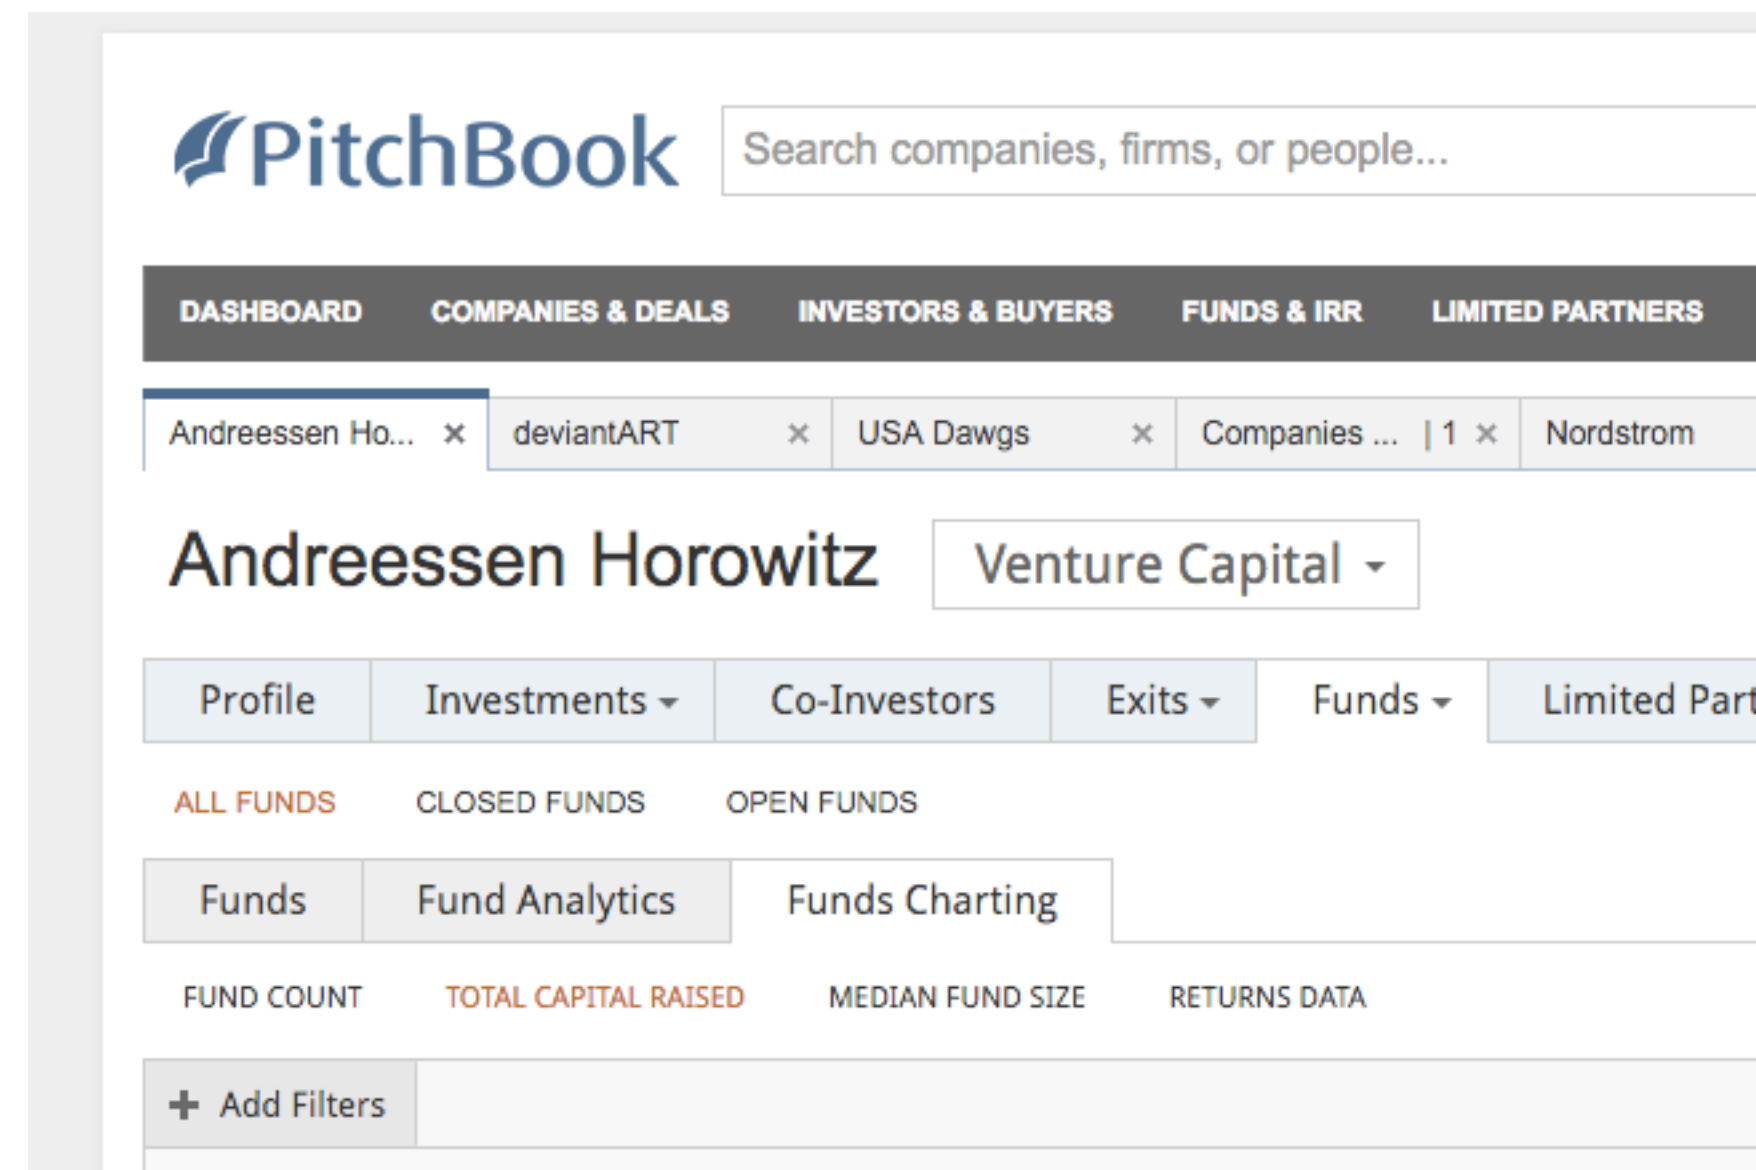 PitchBook Search companies, firms, or people...
DASHBOARD COMPANIES & DEALS INVESTORS & BUYERS FUNDS & IRR LIMITED PARTNERS
Andreessen Ho... × deviantART × USA Dawgs × Companies ... | 1 × Nordstrom
Andreessen Horowitz Venture Capital
Profile Investments Co-Investors Exits Funds Limited Part
ALL FUNDS CLOSED FUNDS OPEN FUNDS
Funds Fund Analytics Funds Charting
FUND COUNT TOTAL CAPITAL RAISED MEDIAN FUND SIZE RETURNS DATA
+ Add Filters